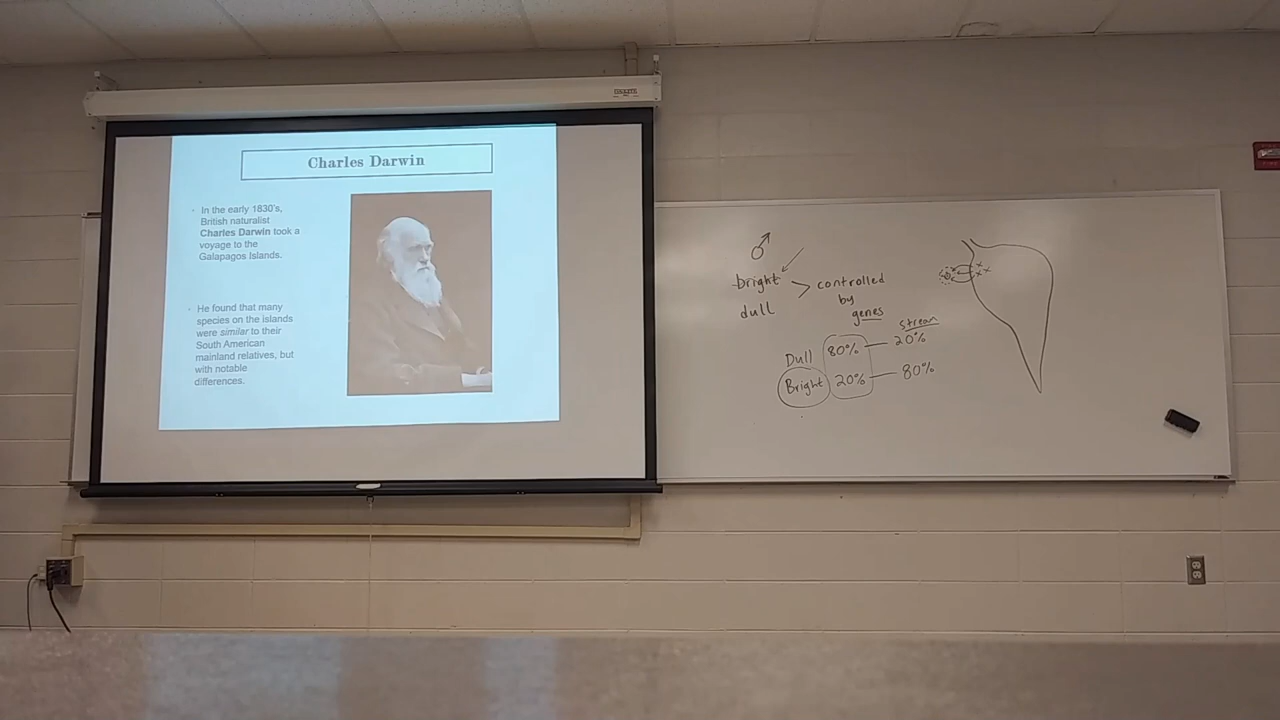 Charles Darwin
In the early 1830's,
British naturalist
Charles Darwin took a
voyage to the
Galapagos Islands.
He found that many
species on the islands
were similar to their
South American
mainland relatives, but
with notable
differences.
♂
bright
dull
controlled
by
genes
stream
Dull 80% — 20%
Bright 20% — 80%